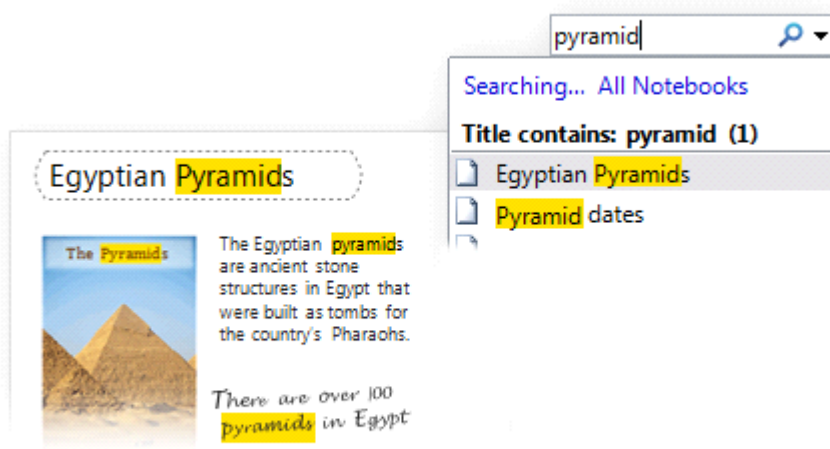 pyramid
Searching... All Notebooks
Title contains: pyramid (1)
Egyptian Pyramids
Pyramid dates
Egyptian Pyramids
The Pyramids
The Egyptian pyramids
are ancient stone
structures in Egypt that
were built as tombs for
the country's Pharaohs.
There are over 100
pyramids in Egypt